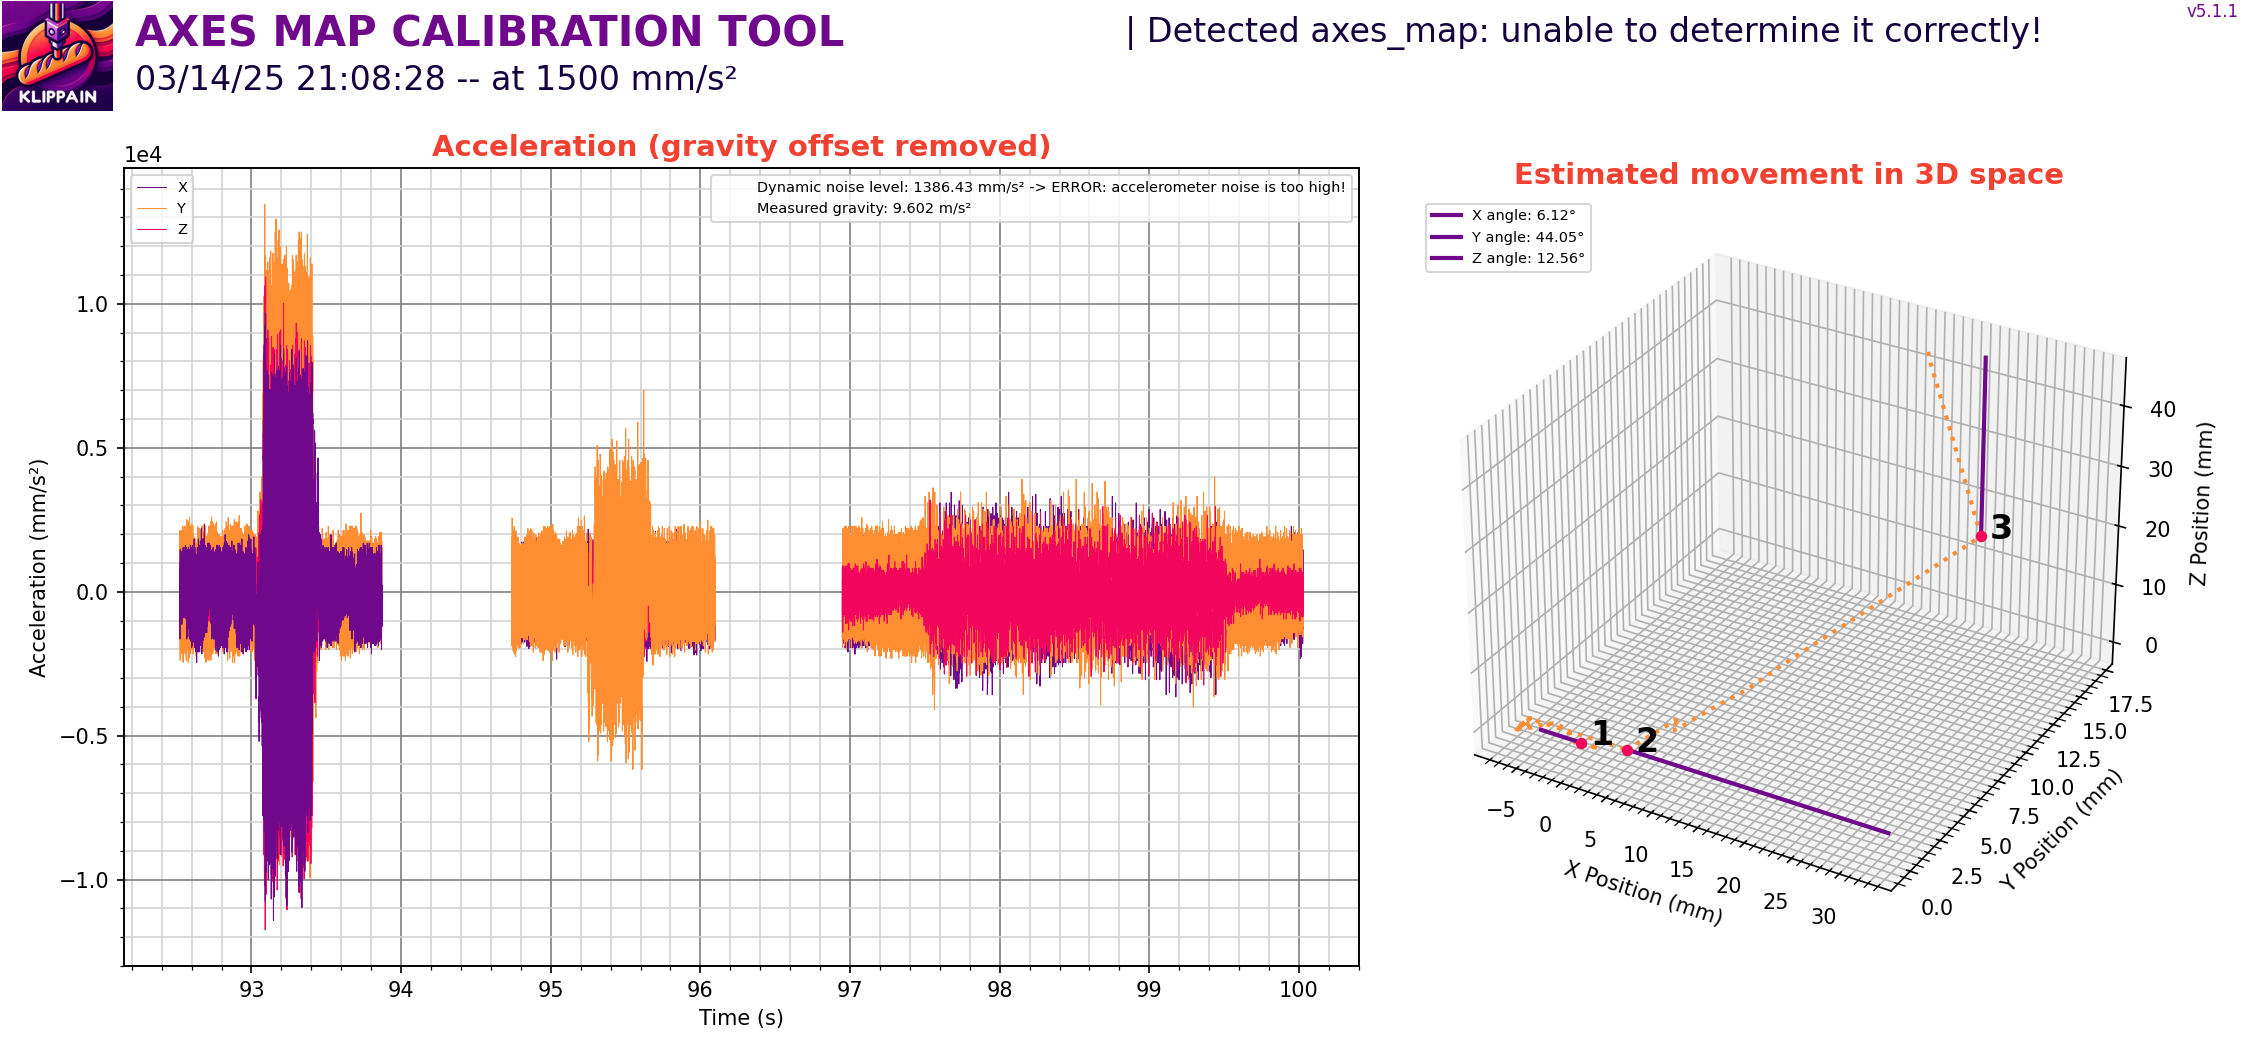 KLIPPAIN
AXES MAP CALIBRATION TOOL
03/14/25 21:08:28 -- at 1500 mm/s²
| Detected axes_map: unable to determine it correctly!
v5.1.1
Acceleration (gravity offset removed)
1e4
X
Y
Z
Dynamic noise level: 1386.43 mm/s² -> ERROR: accelerometer noise is too high!
Measured gravity: 9.602 m/s²
1.0
0.5
0.0
−0.5
−1.0
Acceleration (mm/s²)
93 94 95 96 97 98 99 100
Time (s)
Estimated movement in 3D space
X angle: 6.12°
Y angle: 44.05°
Z angle: 12.56°
1
2
3
40
30
20
10
0
Z Position (mm)
17.5
15.0
12.5
10.0
7.5
5.0
2.5
0.0
Y Position (mm)
−5
0
5
10
15
20
25
30
X Position (mm)